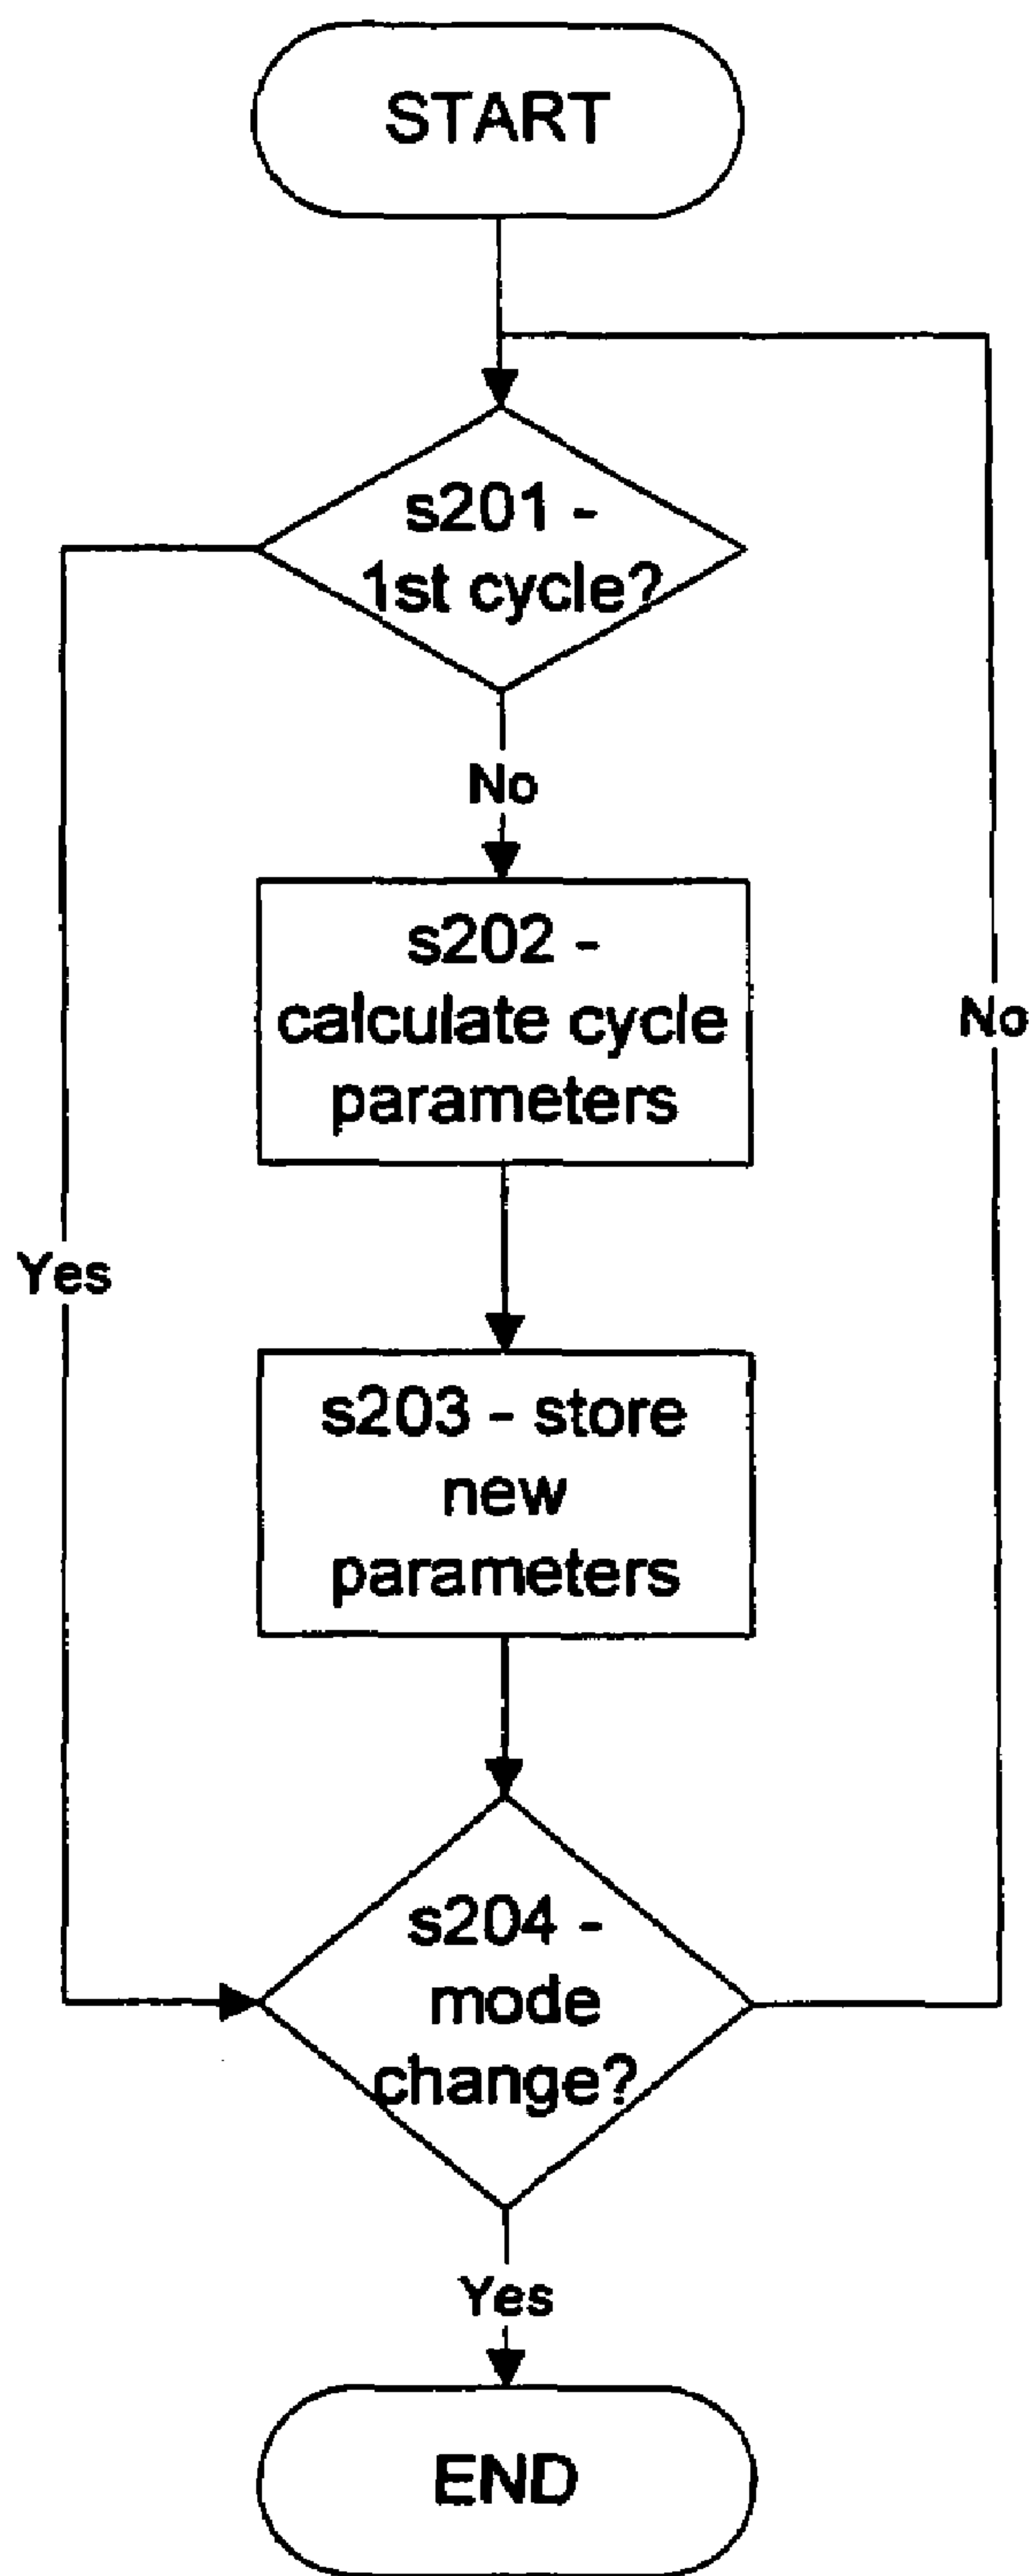 START
s201 -
1st cycle?
No
s202 -
calculate cycle
parameters
No
Yes
s203 - store
new
parameters
s204 -
mode
change?
Yes
END